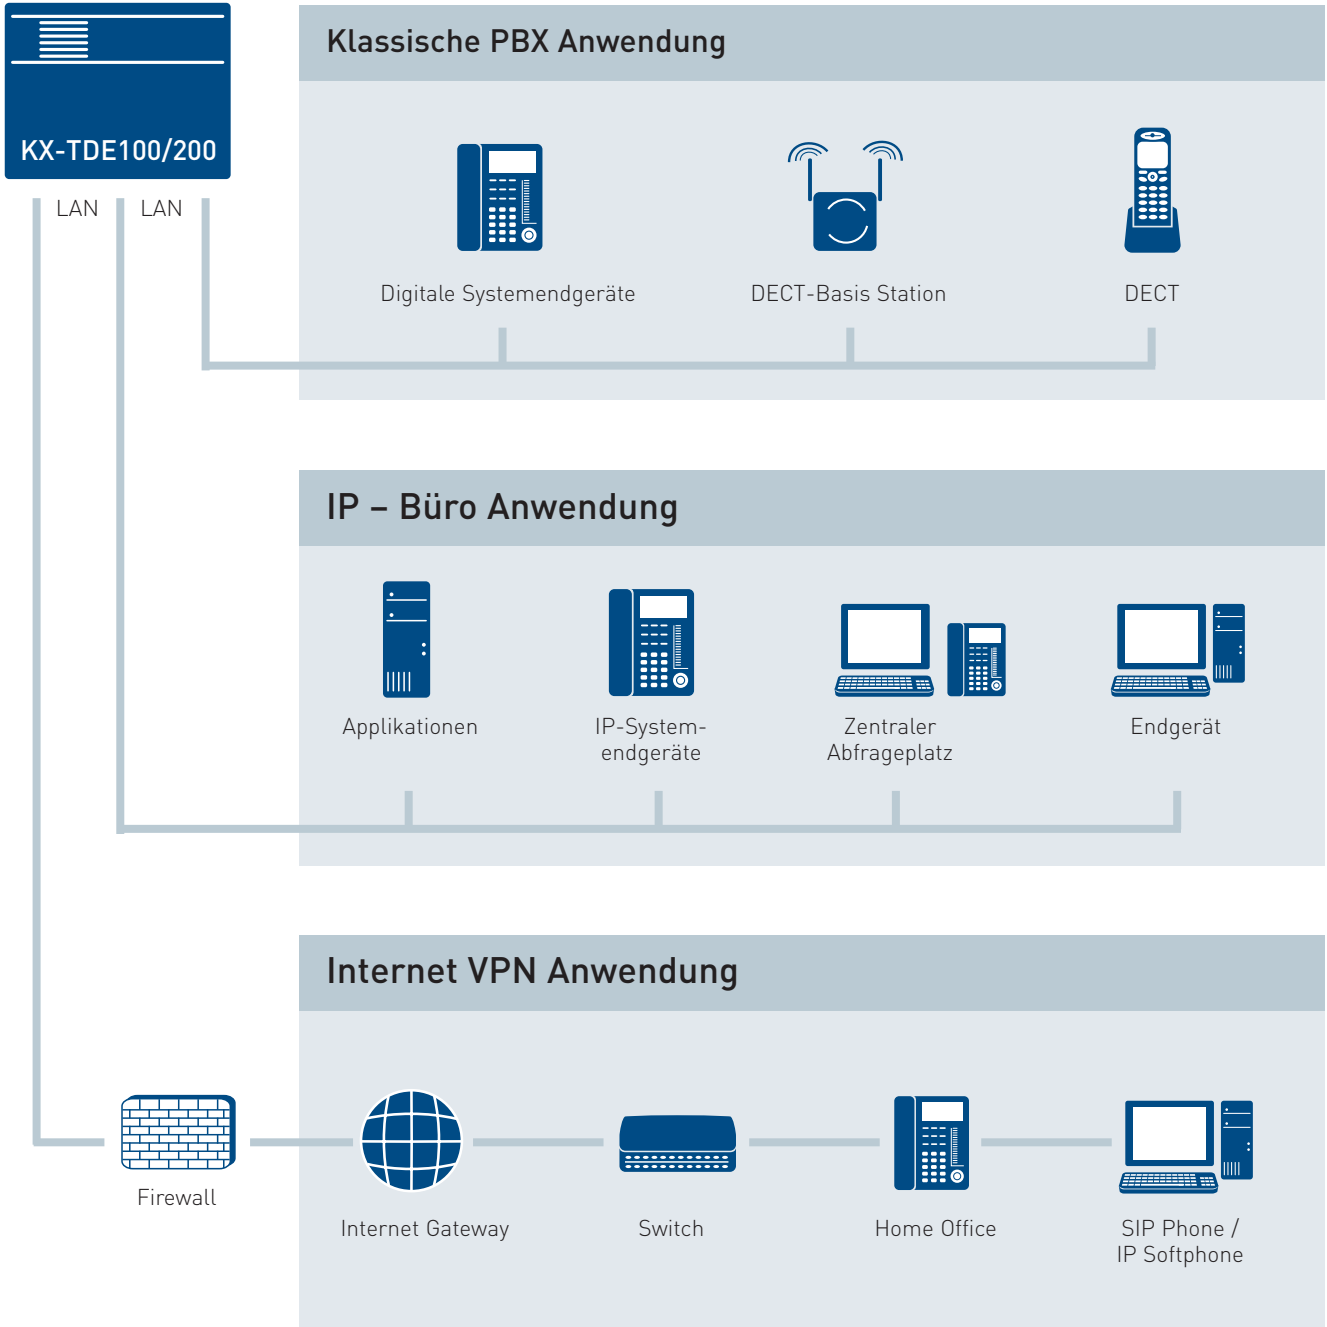 KX-TDE100/200
LAN
LAN
Klassische PBX Anwendung
Digitale Systemendgeräte
DECT-Basis Station
DECT
IP – Büro Anwendung
Applikationen
IP-System-
endgeräte
Zentraler
Abfrageplatz
Endgerät
Internet VPN Anwendung
Firewall
Internet Gateway
Switch
Home Office
SIP Phone /
IP Softphone